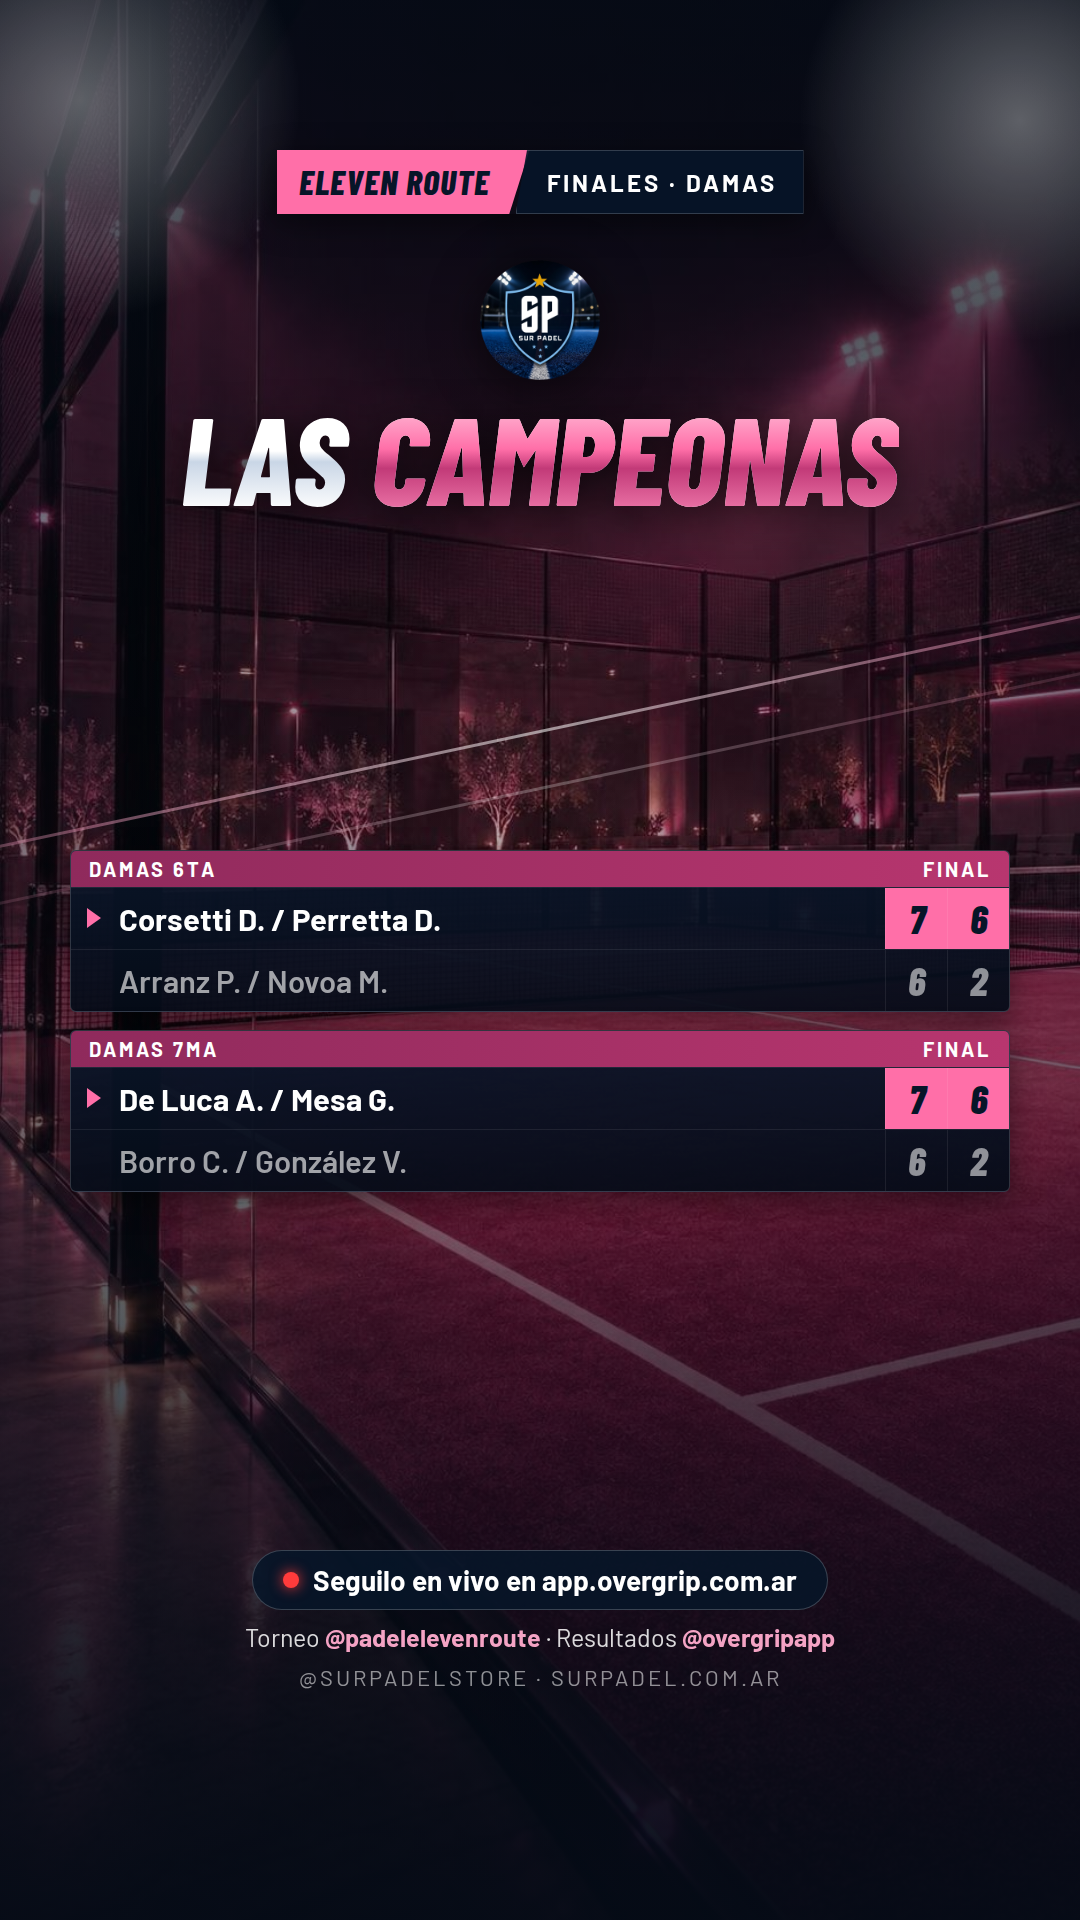 ELEVEN ROUTE FINALES · DAMAS
SP
SUR PADEL
LAS CAMPEONAS
DAMAS 6TA FINAL
Corsetti D. / Perretta D. 7 6
Arranz P. / Novoa M. 6 2
DAMAS 7MA FINAL
De Luca A. / Mesa G. 7 6
Borro C. / González V. 6 2
Seguilo en vivo en app.overgrip.com.ar
Torneo @padelelevenroute · Resultados @overgripapp
@SURPADELSTORE · SURPADEL.COM.AR